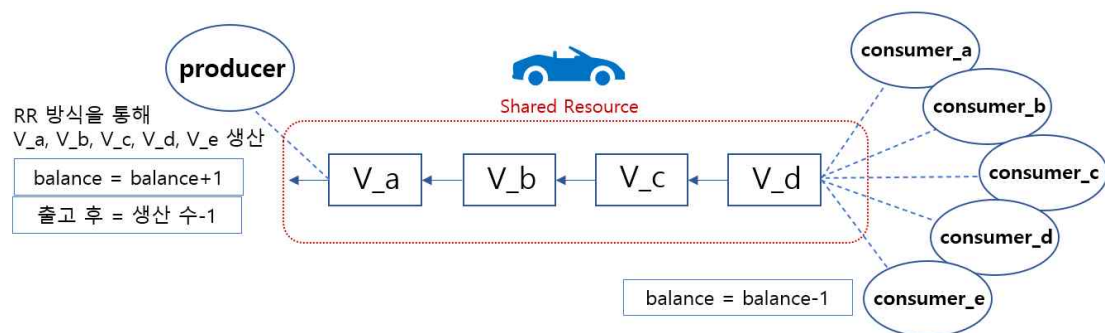 producer
RR 방식을 통해
V_a, V_b, V_c, V_d, V_e 생산
balance = balance+1
출고 후 = 생산 수-1
Shared Resource
V_a
V_b
V_c
V_d
consumer_a
consumer_b
consumer_c
consumer_d
consumer_e
balance = balance-1